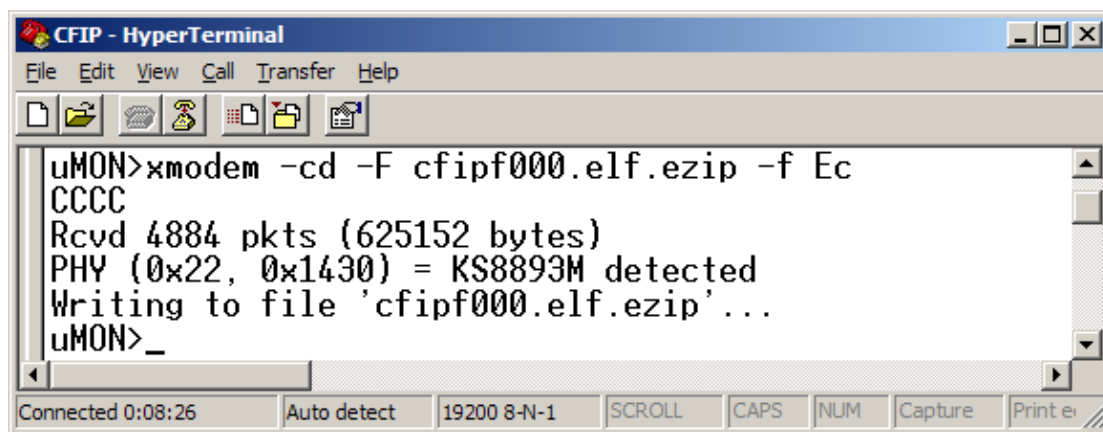 CFIP - HyperTerminal
File Edit View Call Transfer Help
uMON>xmodem -cd -F cfipf000.elf.ezip -f Ec
CCCC
Rcvd 4884 pkts (625152 bytes)
PHY (0x22, 0x1430) = KS8893M detected
Writing to file 'cfipf000.elf.ezip'...
uMON>_
Connected 0:08:26 Auto detect 19200 8-N-1 SCROLL CAPS NUM Capture Print